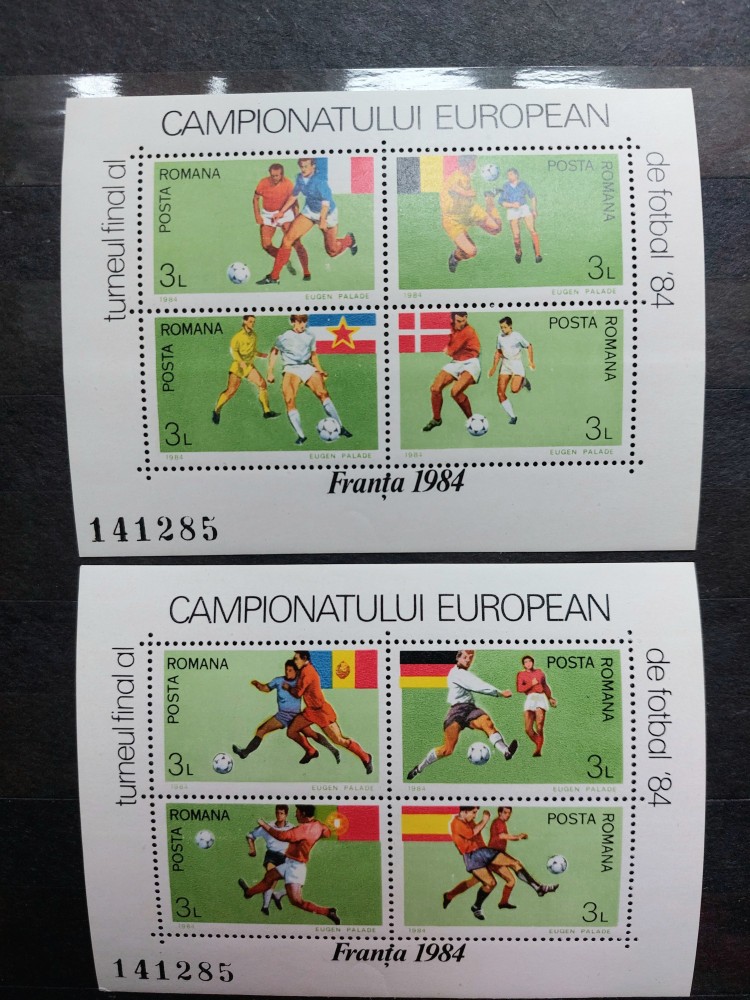 CAMPIONATULUI EUROPEAN
turneul final al
de fotbal '84
POSTA ROMANA
3L
1984
EUGEN PALADE
POSTA ROMANA
3L
1984
EUGEN PALADE
POSTA ROMANA
3L
1984
EUGEN PALADE
POSTA ROMANA
3L
1984
EUGEN PALADE
Franța 1984
141285
CAMPIONATULUI EUROPEAN
turneul final al
de fotbal '84
POSTA ROMANA
3L
1984
EUGEN PALADE
POSTA ROMANA
3L
1984
EUGEN PALADE
POSTA ROMANA
3L
1984
EUGEN PALADE
POSTA ROMANA
3L
1984
EUGEN PALADE
Franța 1984
141285